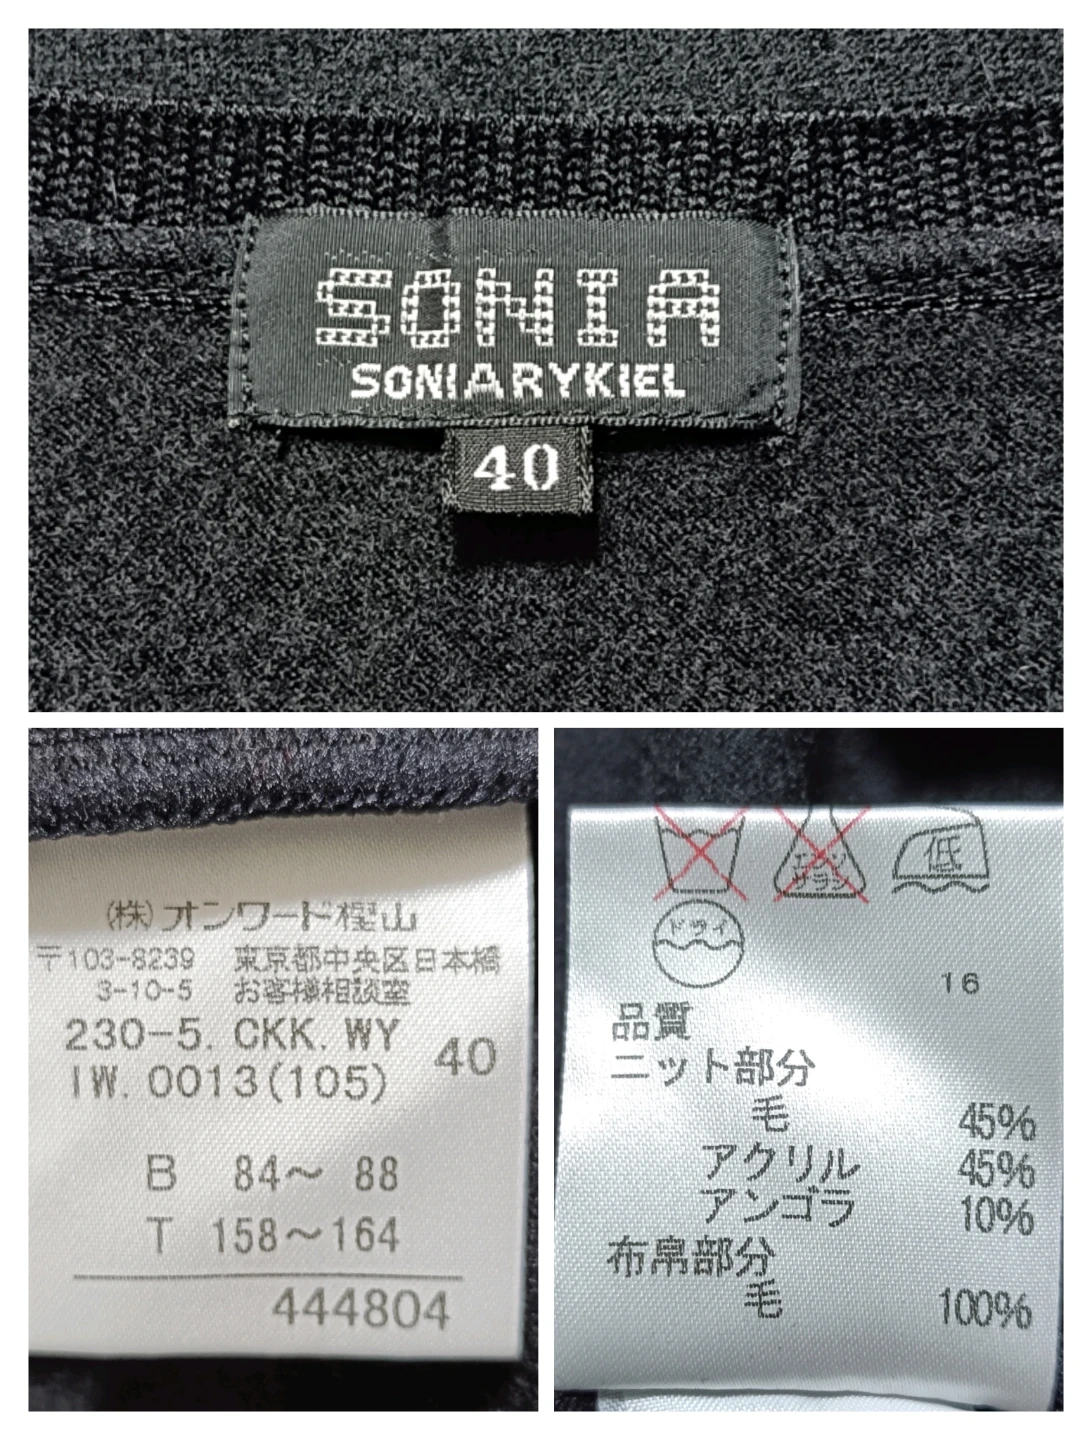 SONIA
SONIA RYKIEL
40
(株)オンワード樫山
〒103-8239 東京都中央区日本橋
3-10-5 お客様相談室
230-5. CKK. WY
IW. 0013(105)
40
B 84〜 88
T 158〜164
444804
エンソ
サラシ
低
ドライ
16
品質
ニット部分
毛 45%
アクリル 45%
アンゴラ 10%
布帛部分
毛 100%